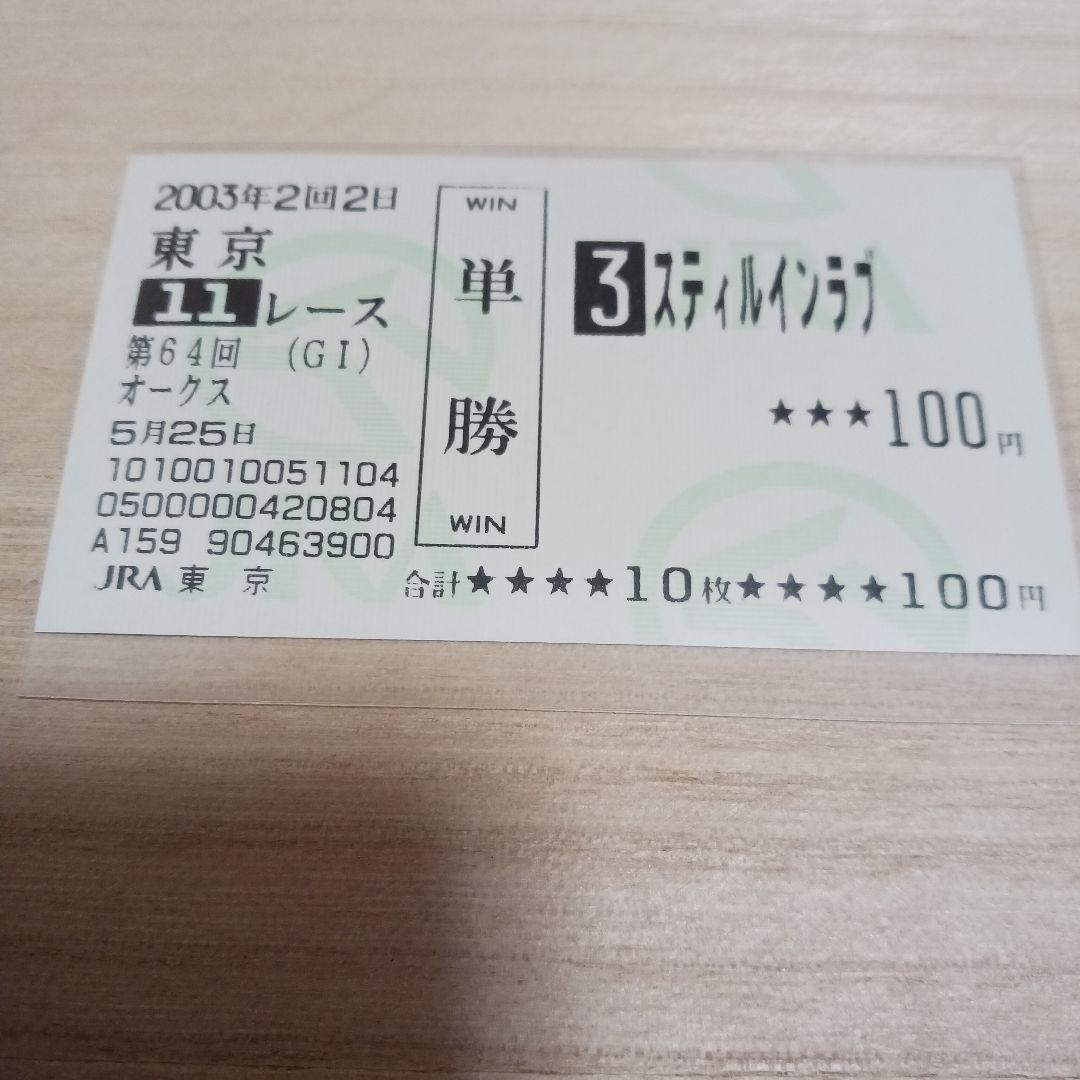 2003年2回2日
東京
11レース
第64回 (GI)
オークス
5月25日
1010010051104
0500000420804
A159 90463900
JRA 東 京
WIN
単
勝
WIN
3 スティルインラブ
★★★100円
合計★★★★10枚★★★★100円